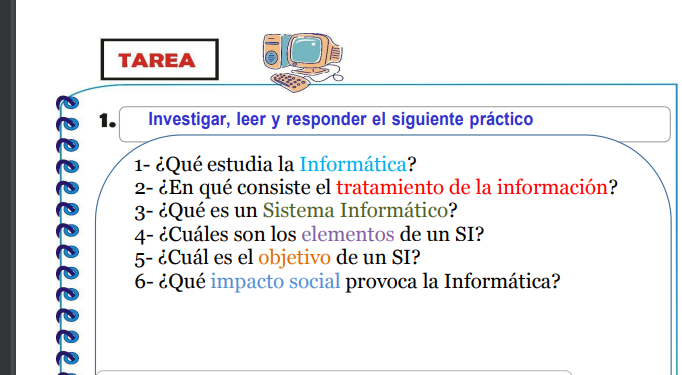 TAREA
1. Investigar, leer y responder el siguiente práctico
1- ¿Qué estudia la Informática?
2- ¿En qué consiste el tratamiento de la información?
3- ¿Qué es un Sistema Informático?
4- ¿Cuáles son los elementos de un SI?
5- ¿Cuál es el objetivo de un SI?
6- ¿Qué impacto social provoca la Informática?